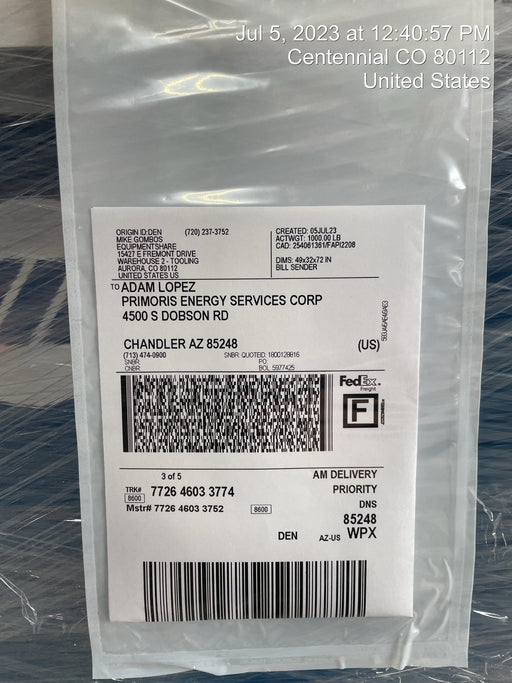 Jul 5, 2023 at 12:40:57 PM
Centennial CO 80112
United States
ORIGIN ID:DEN (720) 237-3752
MIKE GOMBOS
EQUIPMENTSHARE
15427 E FREMONT DRIVE
WAREHOUSE 2 - TOOLING
AURORA, CO 80112
UNITED STATES US
CREATED: 05JUL23
ACTWGT: 1000.00 LB
CAD: 254061361/FAPI2208
DIMS: 49x32x72 IN
BILL SENDER
TO ADAM LOPEZ
PRIMORIS ENERGY SERVICES CORP
4500 S DOBSON RD
CHANDLER AZ 85248 (US)
(713) 474-0900 SNBR: QUOTEID: 1800129816
SNBR: PO:
CNBR BOL: 5977425
FedEx
Freight
F
3 of 5
TRK# 7726 4603 3774
8600
Mstr# 7726 4603 3752 8600
AM DELIVERY
PRIORITY
DNS
85248
DEN AZ-US WPX